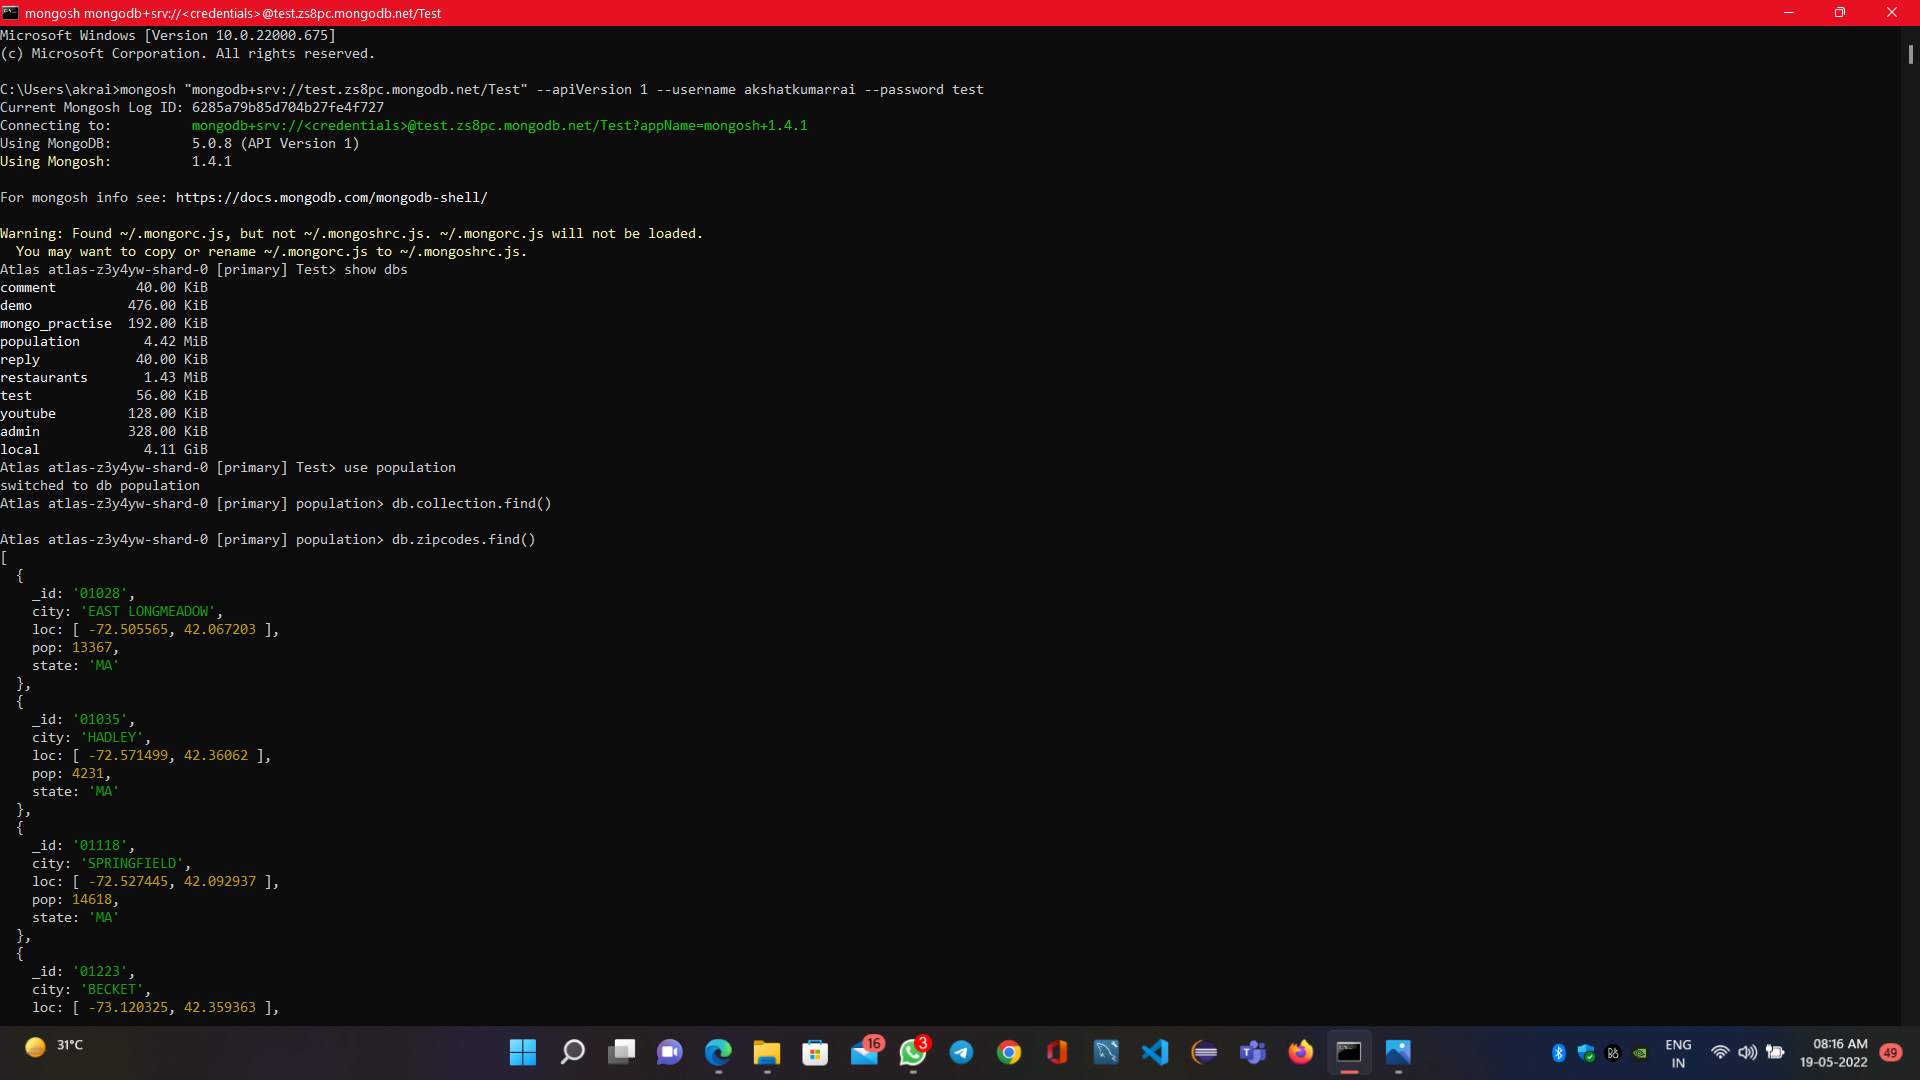 mongosh mongodb+srv://<credentials>@test.zs8pc.mongodb.net/Test
Microsoft Windows [Version 10.0.22000.675]
(c) Microsoft Corporation. All rights reserved.
C:\Users\akrai>mongosh "mongodb+srv://test.zs8pc.mongodb.net/Test" --apiVersion 1 --username akshatkumarrai --password test
Current Mongosh Log ID: 6285a79b85d704b27fe4f727
Connecting to:          mongodb+srv://<credentials>@test.zs8pc.mongodb.net/Test?appName=mongosh+1.4.1
Using MongoDB:          5.0.8 (API Version 1)
Using Mongosh:          1.4.1
For mongosh info see: https://docs.mongodb.com/mongodb-shell/
Warning: Found ~/.mongorc.js, but not ~/.mongoshrc.js. ~/.mongorc.js will not be loaded.
  You may want to copy or rename ~/.mongorc.js to ~/.mongoshrc.js.
Atlas atlas-z3y4yw-shard-0 [primary] Test> show dbs
comment          40.00 KiB
demo            476.00 KiB
mongo_practise  192.00 KiB
population        4.42 MiB
reply            40.00 KiB
restaurants       1.43 MiB
test             56.00 KiB
youtube         128.00 KiB
admin           328.00 KiB
local             4.11 GiB
Atlas atlas-z3y4yw-shard-0 [primary] Test> use population
switched to db population
Atlas atlas-z3y4yw-shard-0 [primary] population> db.collection.find()
Atlas atlas-z3y4yw-shard-0 [primary] population> db.zipcodes.find()
[
  {
    _id: '01028',
    city: 'EAST LONGMEADOW',
    loc: [ -72.505565, 42.067203 ],
    pop: 13367,
    state: 'MA'
  },
  {
    _id: '01035',
    city: 'HADLEY',
    loc: [ -72.571499, 42.36062 ],
    pop: 4231,
    state: 'MA'
  },
  {
    _id: '01118',
    city: 'SPRINGFIELD',
    loc: [ -72.527445, 42.092937 ],
    pop: 14618,
    state: 'MA'
  },
  {
    _id: '01223',
    city: 'BECKET',
    loc: [ -73.120325, 42.359363 ],
31°C
16
3
ENG
IN
08:16 AM
19-05-2022
49